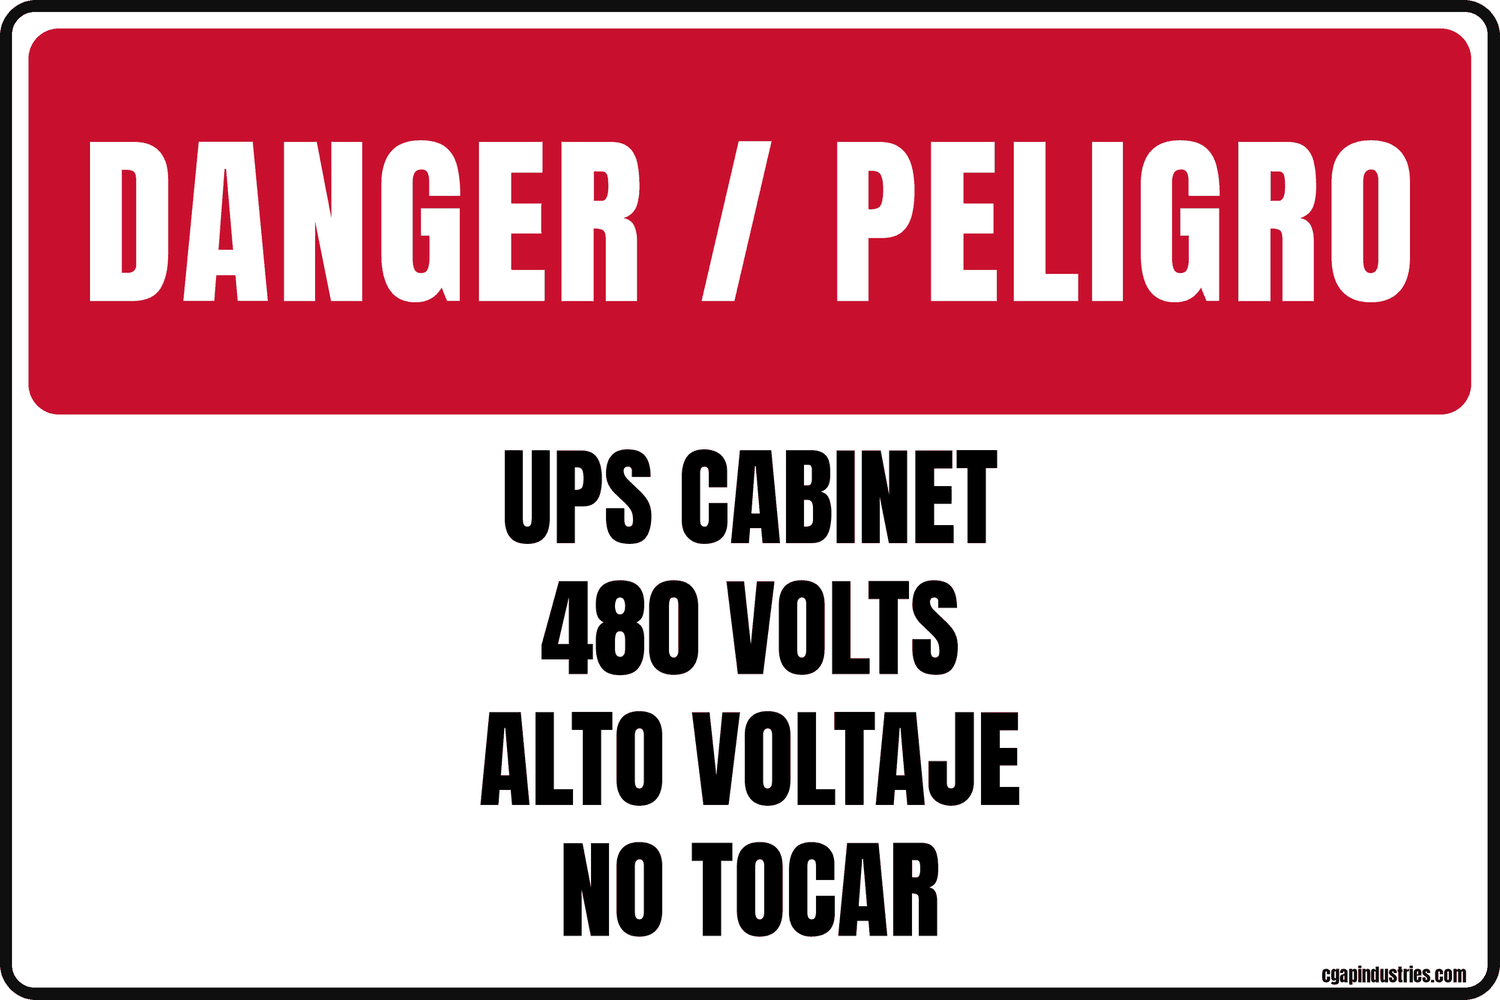 DANGER / PELIGRO
UPS CABINET
480 VOLTS
ALTO VOLTAJE
NO TOCAR
cgapindustries.com